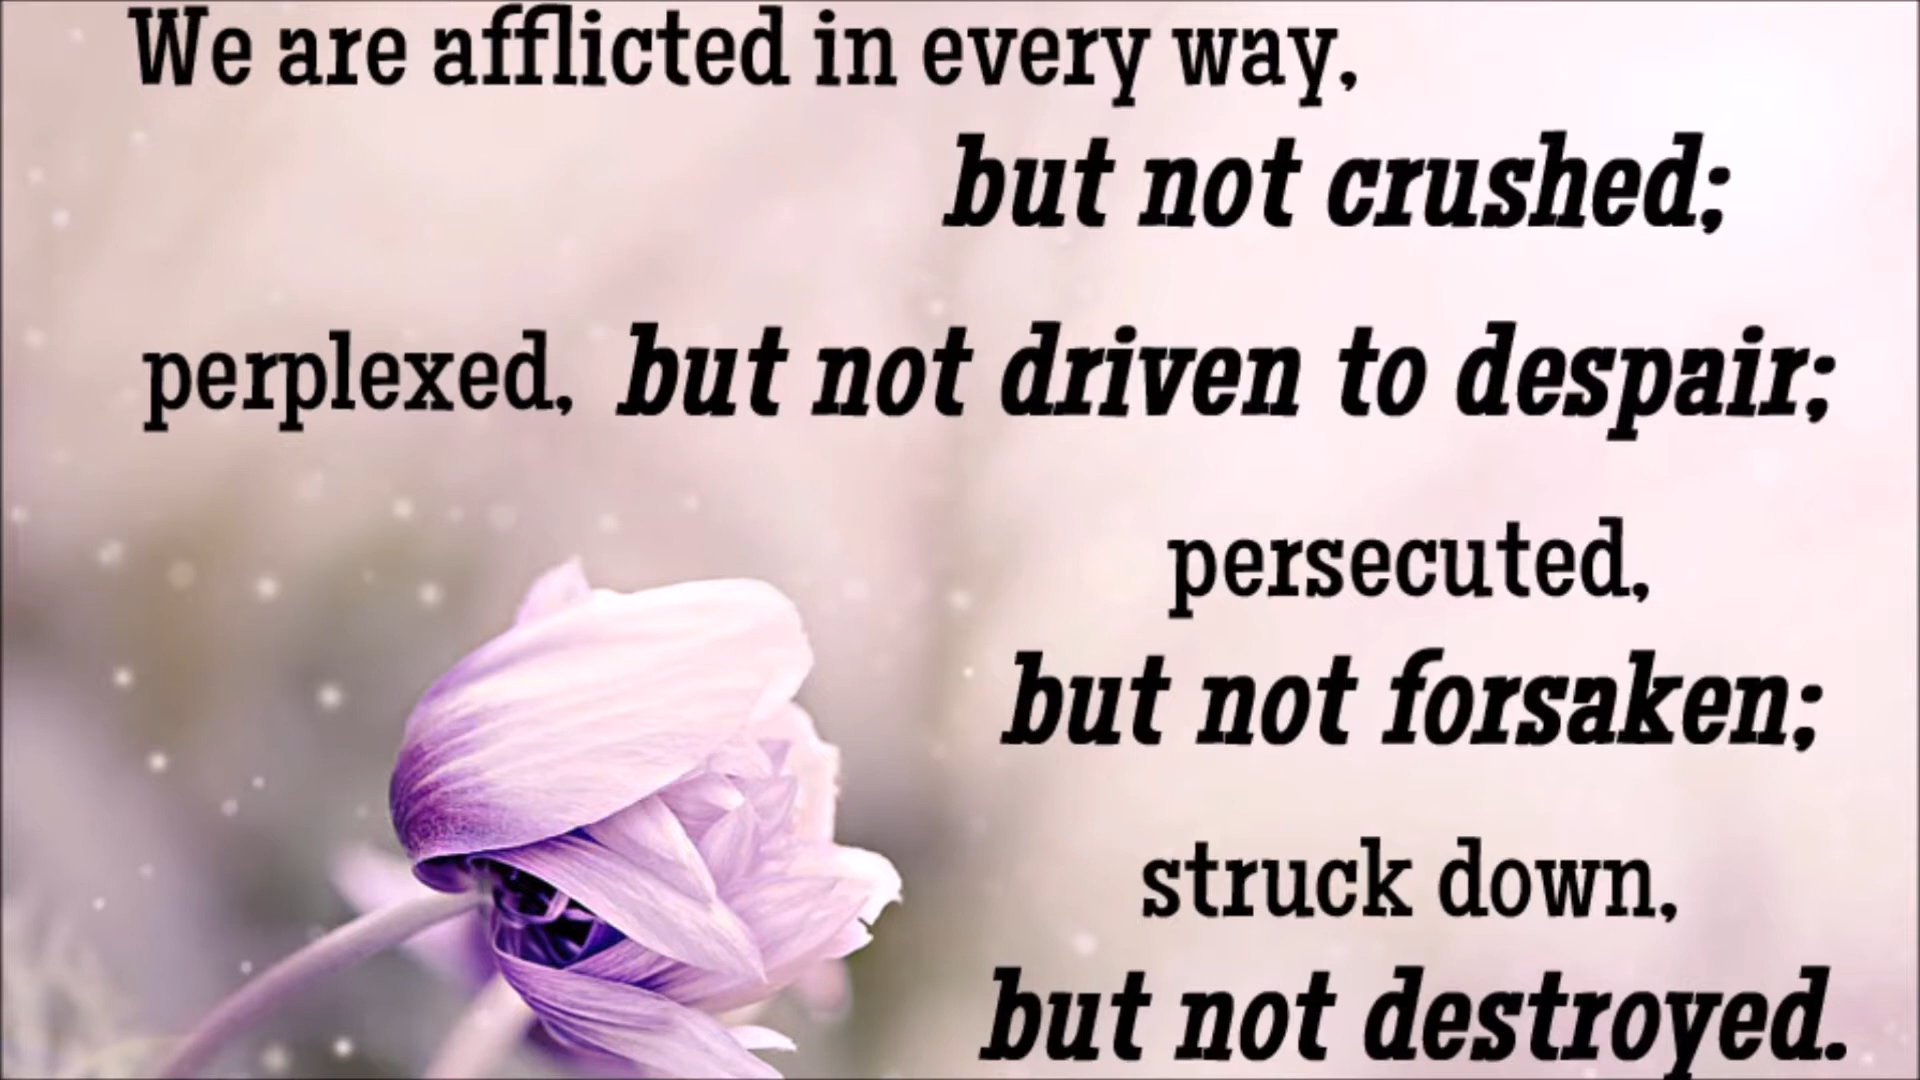 We are afflicted in every way,
but not crushed;
perplexed, but not driven to despair;
persecuted,
but not forsaken;
struck down,
but not destroyed.